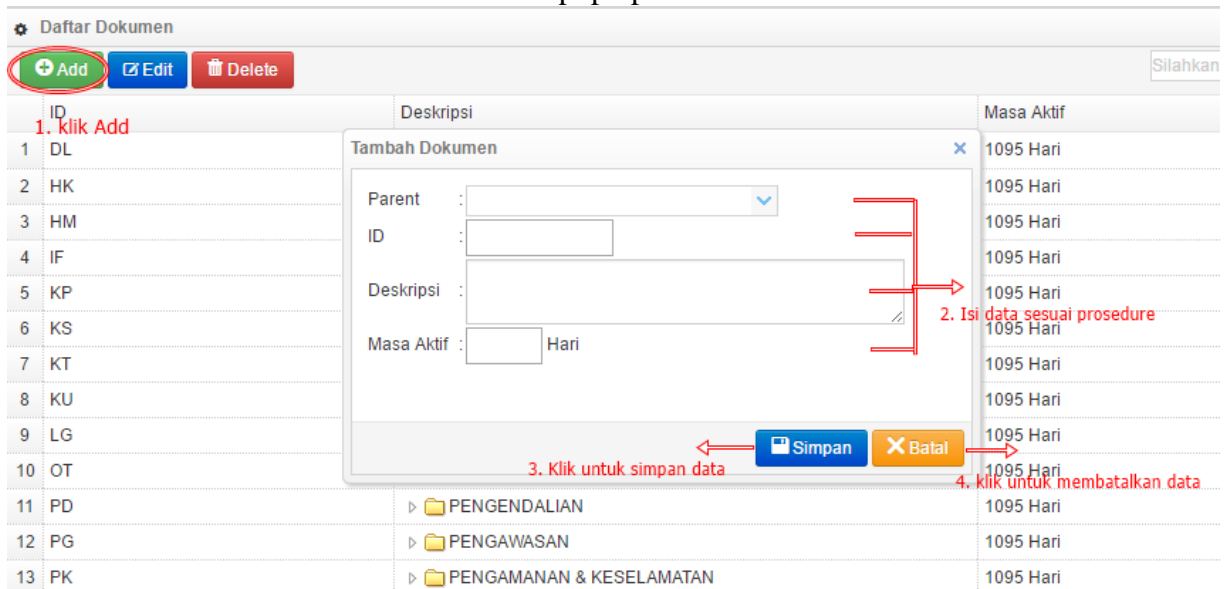 Daftar Dokumen
Add Edit Delete Silahkan
ID Deskripsi Masa Aktif
1. klik Add
1 DL 1095 Hari
Tambah Dokumen
2 HK 1095 Hari
Parent :
3 HM 1095 Hari
ID :
4 IF 1095 Hari
5 KP 1095 Hari
Deskripsi :
2. Isi data sesuai prosedure
6 KS 1095 Hari
Masa Aktif : Hari
7 KT 1095 Hari
8 KU 1095 Hari
9 LG 1095 Hari
Simpan Batal
3. Klik untuk simpan data
10 OT 1095 Hari
4. klik untuk membatalkan data
11 PD PENGENDALIAN 1095 Hari
12 PG PENGAWASAN 1095 Hari
13 PK PENGAMANAN & KESELAMATAN 1095 Hari